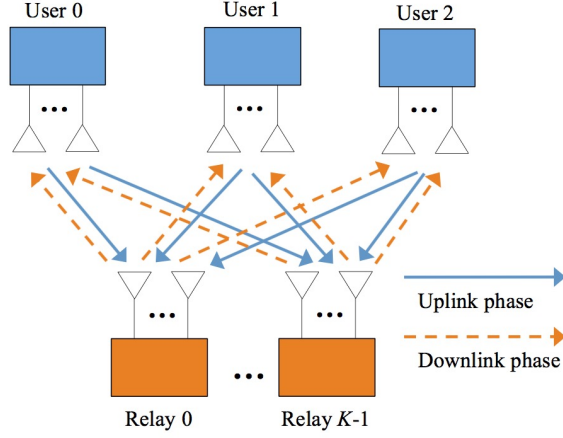 User 0
User 1
User 2
Uplink phase
Downlink phase
Relay 0
Relay K-1